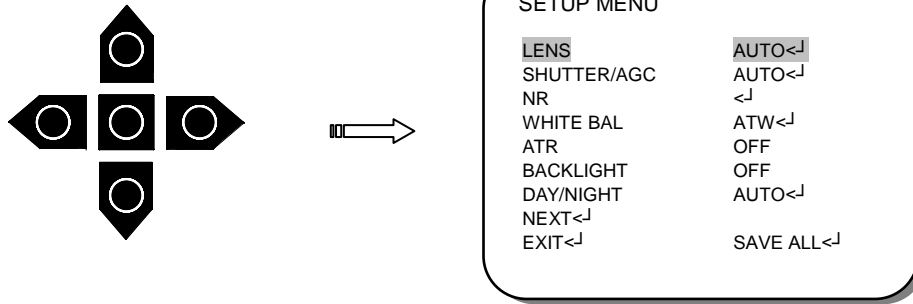 SETUP MENU
LENS AUTO<┘
SHUTTER/AGC AUTO<┘
NR <┘
WHITE BAL ATW<┘
ATR OFF
BACKLIGHT OFF
DAY/NIGHT AUTO<┘
NEXT<┘
EXIT<┘ SAVE ALL<┘